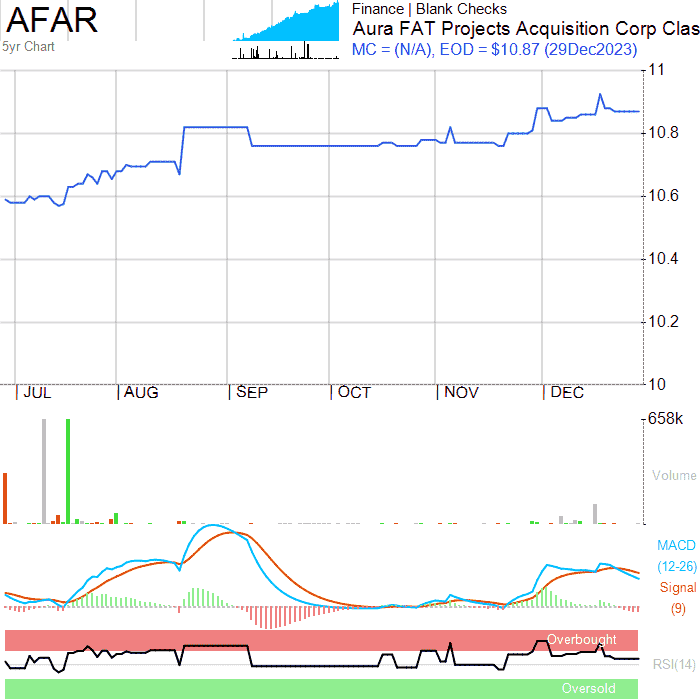 AFAR
5yr Chart
Finance | Blank Checks
Aura FAT Projects Acquisition Corp Clas
MC = (N/A), EOD = $10.87 (29Dec2023)
11
10.8
10.6
10.4
10.2
10
JUL AUG SEP OCT NOV DEC
658k
Volume
MACD
(12-26)
Signal
(9)
Overbought
RSI(14)
Oversold